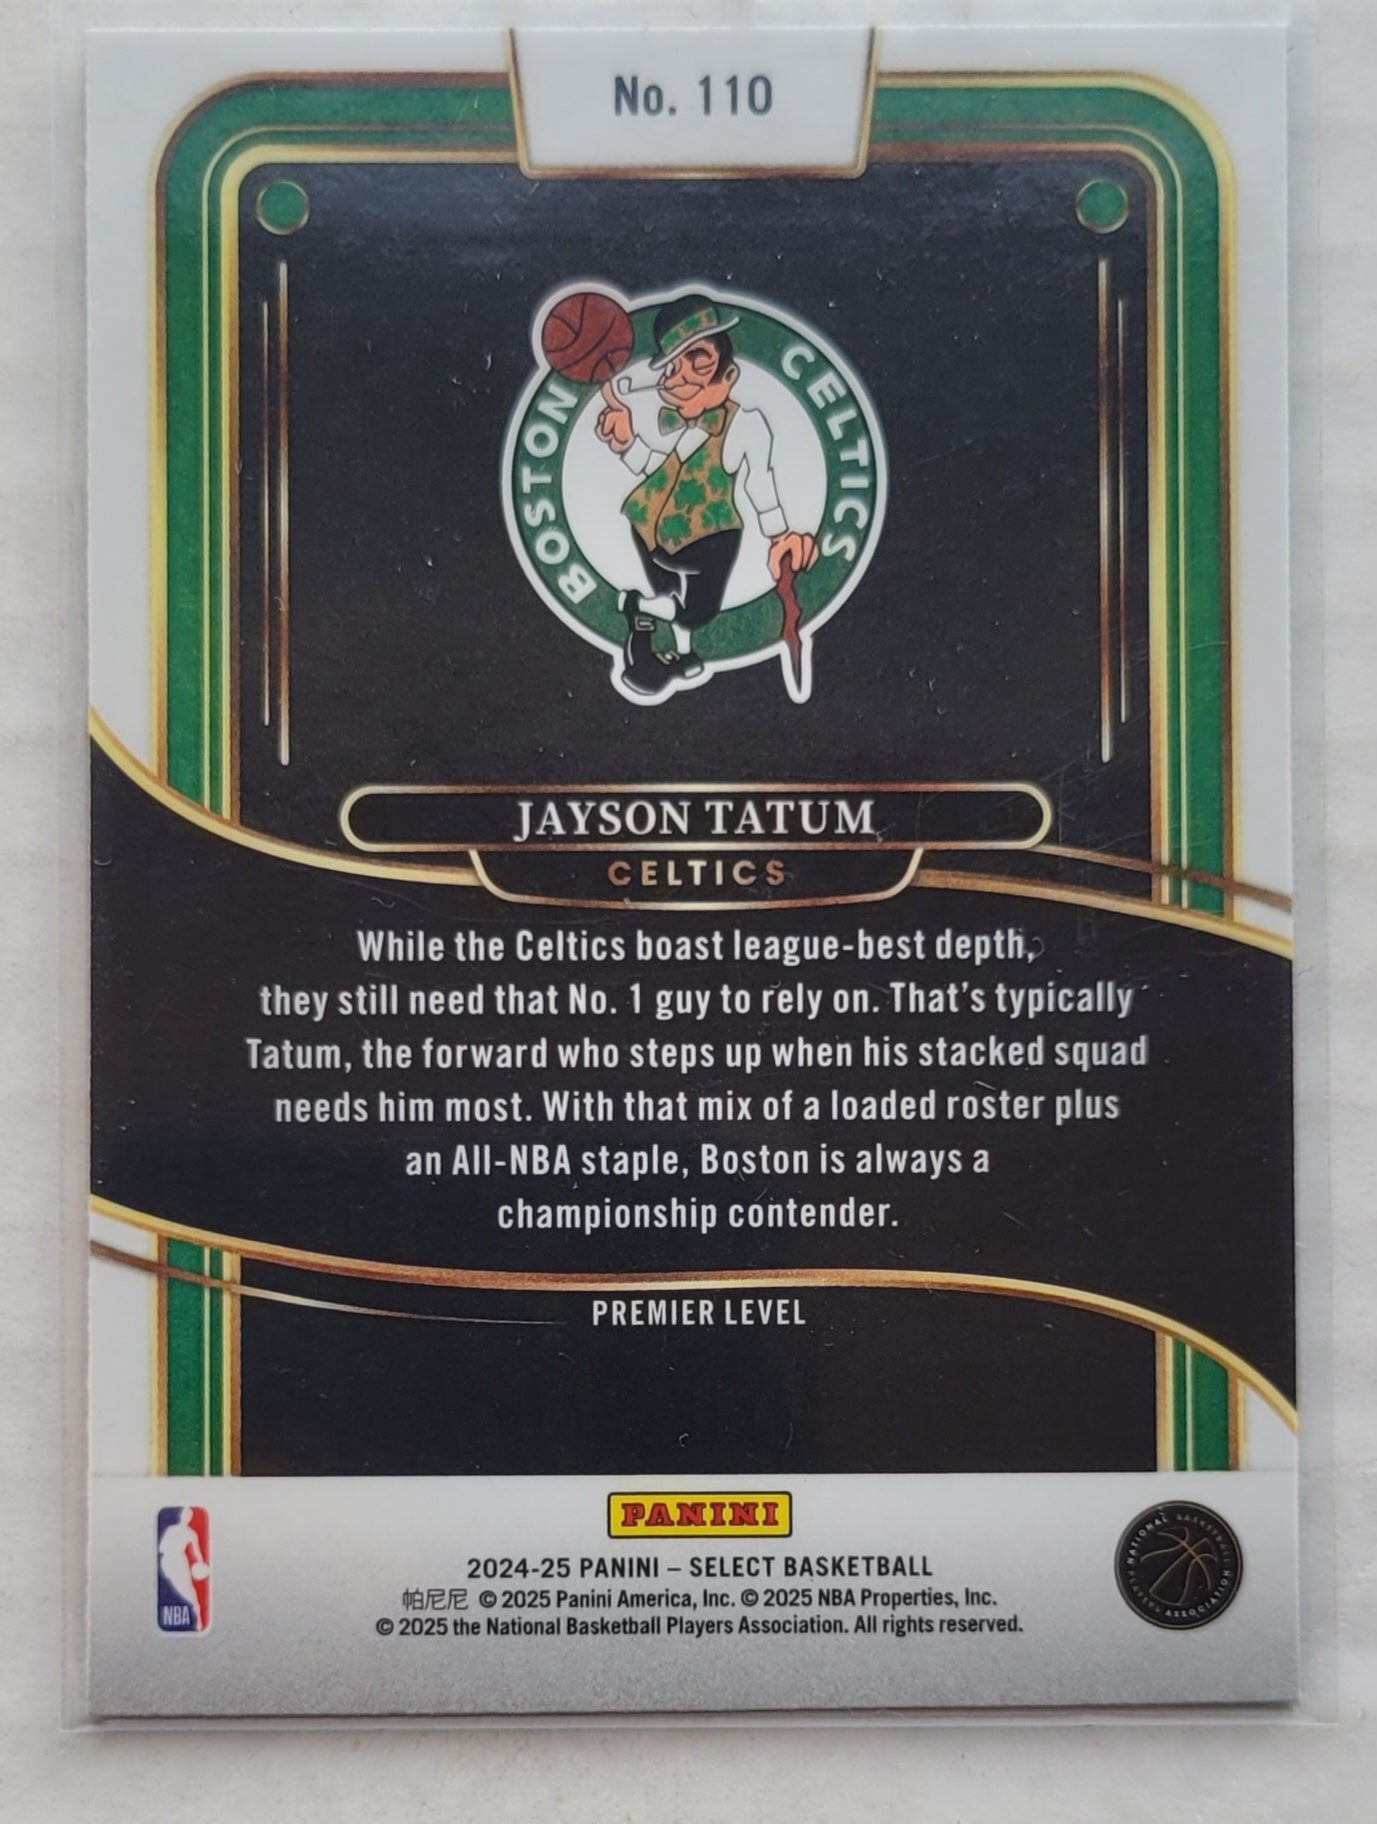 No. 110
BOSTON CELTICS
JAYSON TATUM
CELTICS
While the Celtics boast league-best depth,
they still need that No. 1 guy to rely on. That's typically
Tatum, the forward who steps up when his stacked squad
needs him most. With that mix of a loaded roster plus
an All-NBA staple, Boston is always a
championship contender.
PREMIER LEVEL
PANINI
2024-25 PANINI – SELECT BASKETBALL
帕尼尼 © 2025 Panini America, Inc. © 2025 NBA Properties, Inc.
© 2025 the National Basketball Players Association. All rights reserved.
NBA
NATIONAL BASKETBALL PLAYERS ASSOCIATION